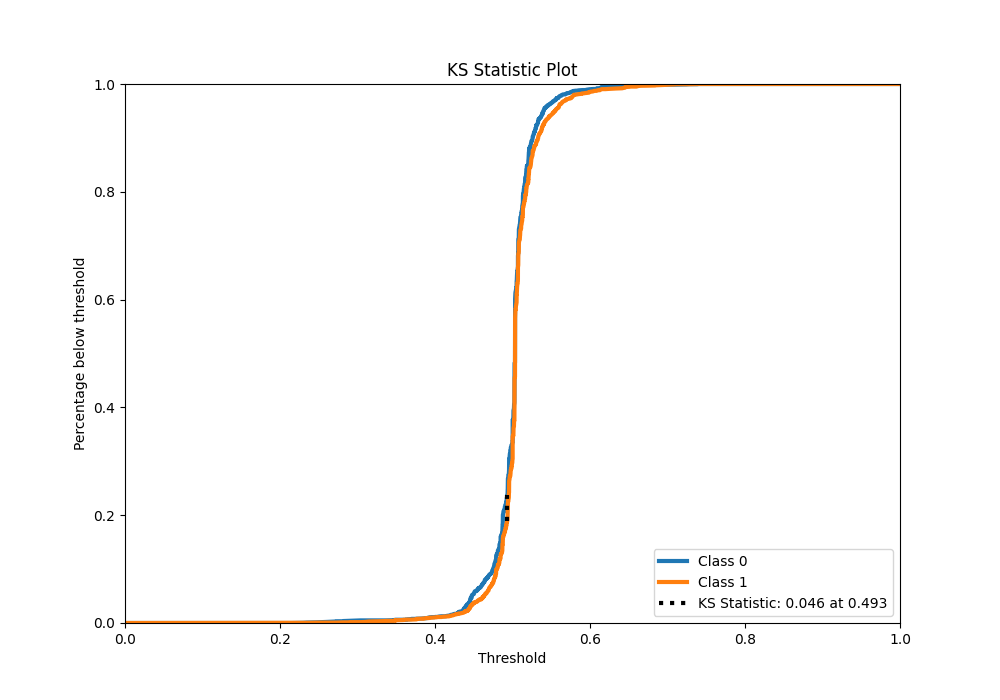 KS Statistic Plot
1.0
0.8
0.6
0.4
0.2
0.0
Percentage below threshold
0.0 0.2 0.4 0.6 0.8 1.0
Threshold
Class 0
Class 1
KS Statistic: 0.046 at 0.493